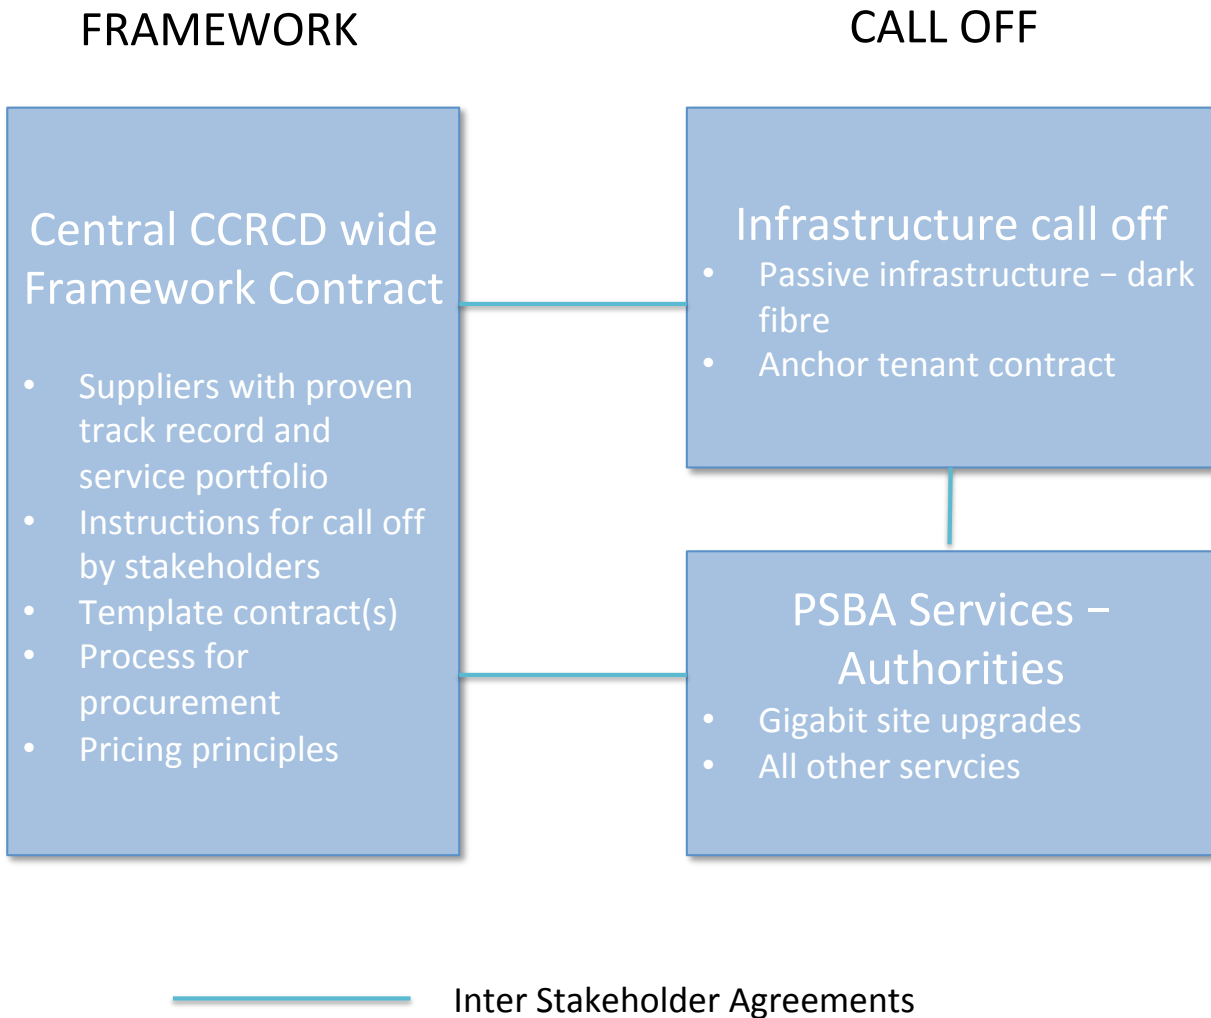 FRAMEWORK
CALL OFF
Central CCRCD wide
Framework Contract
• Suppliers with proven
track record and
service portfolio
• Instructions for call off
by stakeholders
• Template contract(s)
• Process for
procurement
• Pricing principles
Infrastructure call off
• Passive infrastructure – dark
fibre
• Anchor tenant contract
PSBA Services –
Authorities
• Gigabit site upgrades
• All other servcies
Inter Stakeholder Agreements